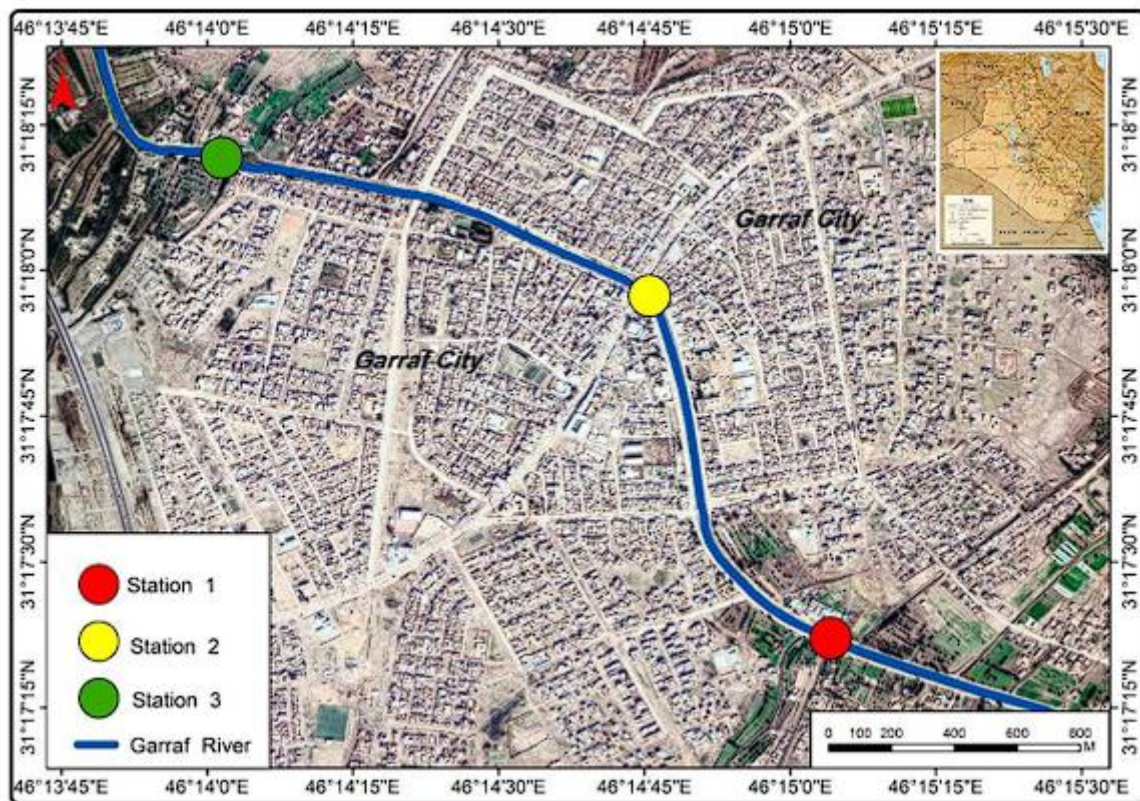 46°13'45"E 46°14'0"E 46°14'15"E 46°14'30"E 46°14'45"E 46°15'0"E 46°15'15"E 46°15'30"E
31°18'15"N
31°18'0"N
31°17'45"N
31°17'30"N
31°17'15"N
31°18'15"N
31°18'0"N
31°17'45"N
31°17'30"N
31°17'15"N
Garraf City
Garraf City
Station 1
Station 2
Station 3
Garraf River
0 100 200 400 600 800
M
46°13'45"E 46°14'0"E 46°14'15"E 46°14'30"E 46°14'45"E 46°15'0"E 46°15'15"E 46°15'30"E